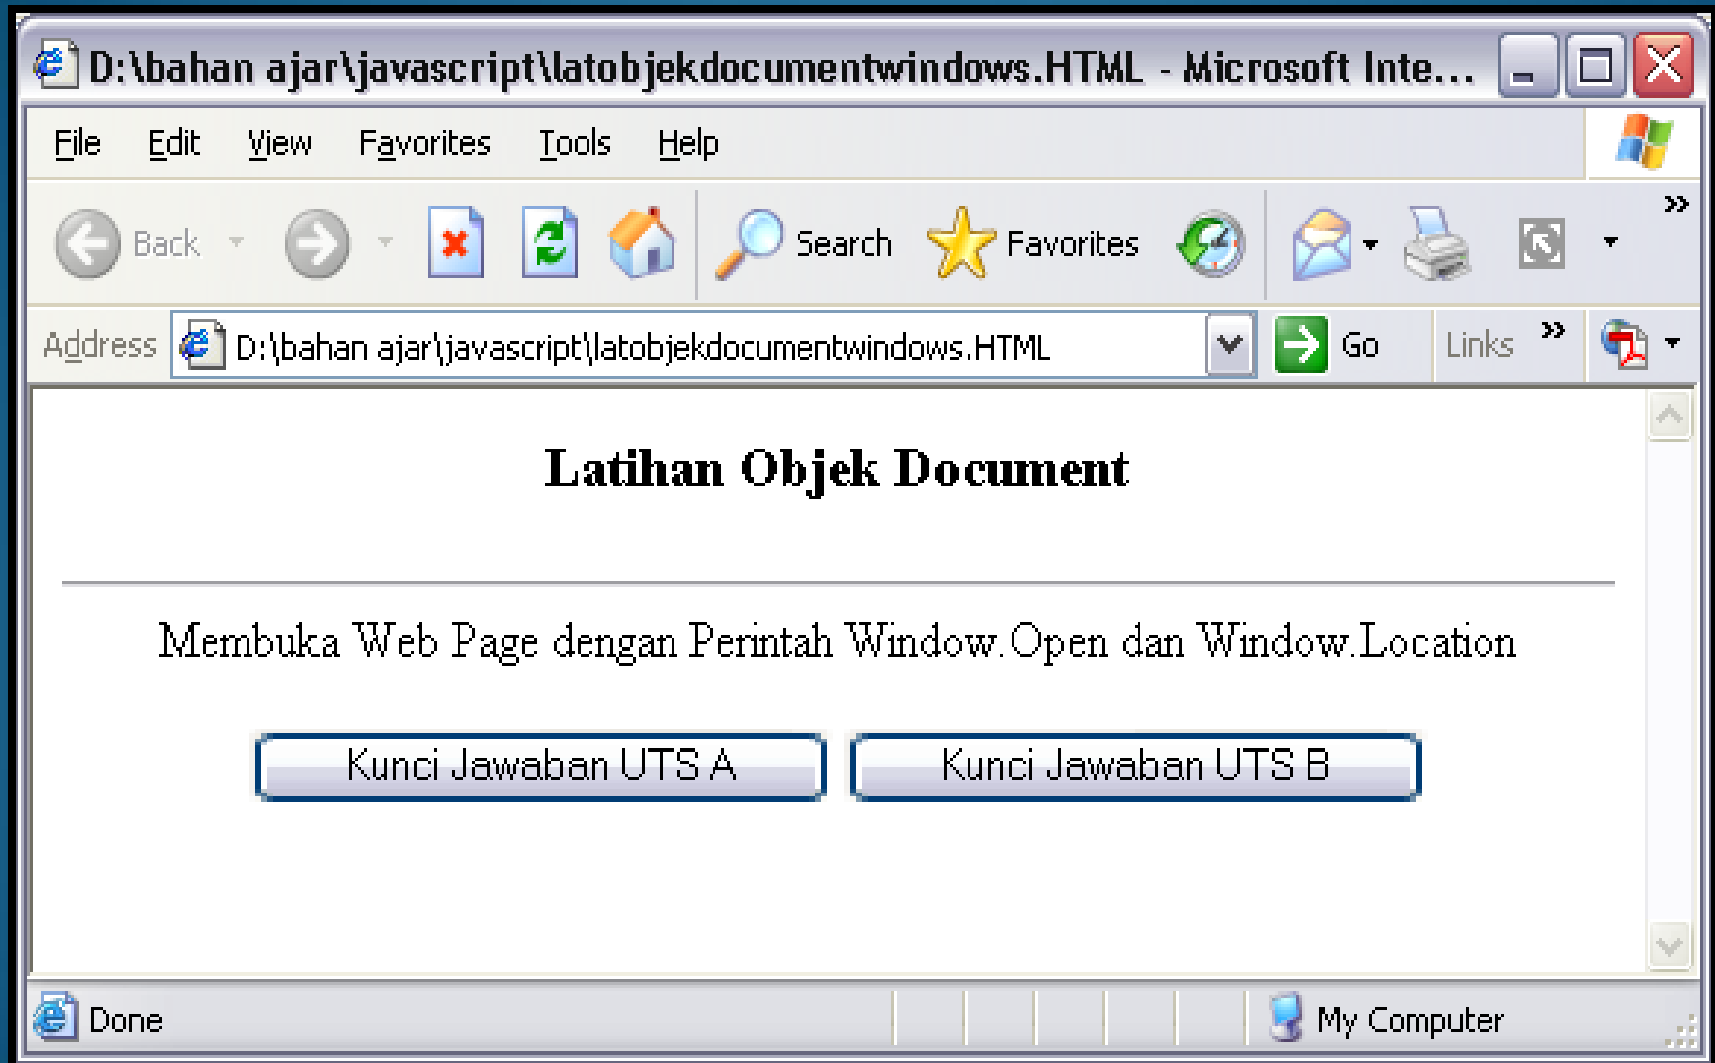 D:\bahan ajar\javascript\latobjekdocumentwindows.HTML - Microsoft Inte...
File Edit View Favorites Tools Help
Back Search Favorites
Address D:\bahan ajar\javascript\latobjekdocumentwindows.HTML Go Links
Latihan Objek Document
Membuka Web Page dengan Perintah Window.Open dan Window.Location
Kunci Jawaban UTS A Kunci Jawaban UTS B
Done My Computer